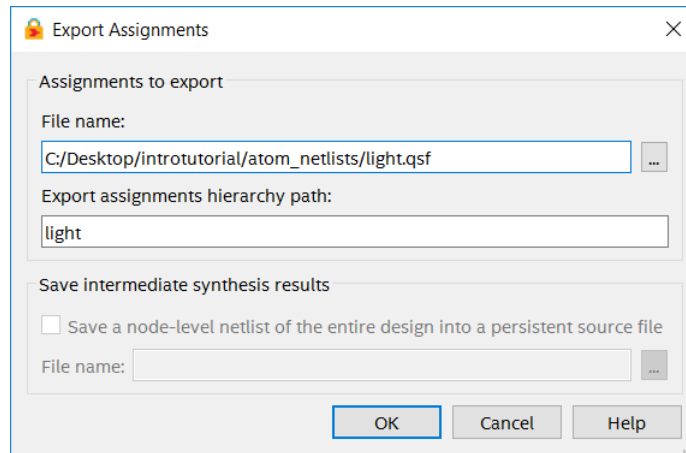 Export Assignments
Assignments to export
File name:
C:/Desktop/introtutorial/atom_netlists/light.qsf
...
Export assignments hierarchy path:
light
Save intermediate synthesis results
Save a node-level netlist of the entire design into a persistent source file
File name:
...
OK Cancel Help